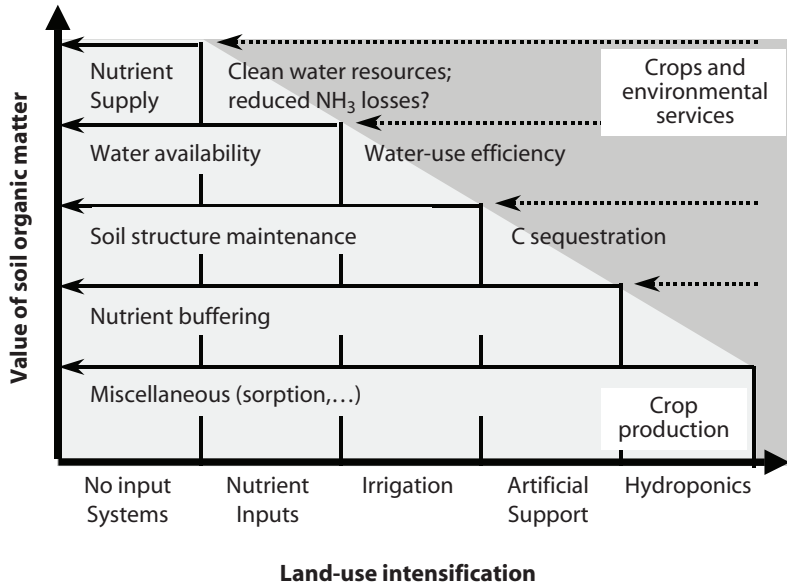 Value of soil organic matter
Nutrient
Supply
Clean water resources;
reduced NH₃ losses?
Crops and
environmental
services
Water availability
Water-use efficiency
Soil structure maintenance
C sequestration
Nutrient buffering
Miscellaneous (sorption,…)
Crop
production
No input
Systems
Nutrient
Inputs
Irrigation
Artificial
Support
Hydroponics
Land-use intensification